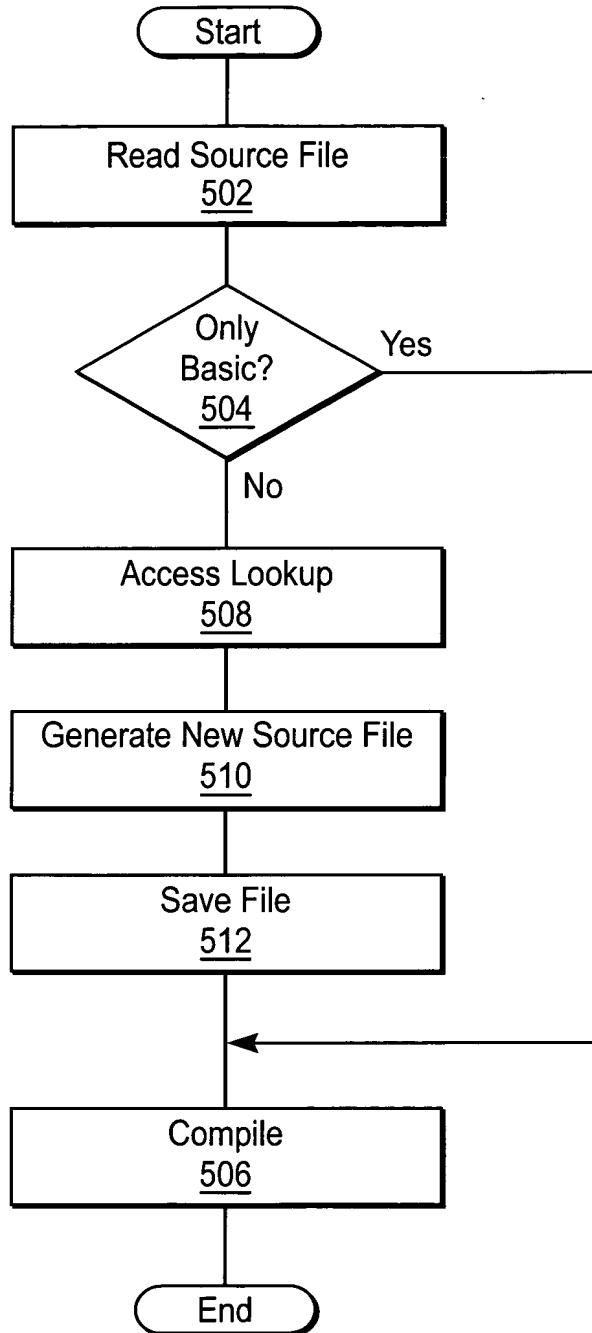 Start
Read Source File
502
Only
Basic?
504
Yes
No
Access Lookup
508
Generate New Source File
510
Save File
512
Compile
506
End